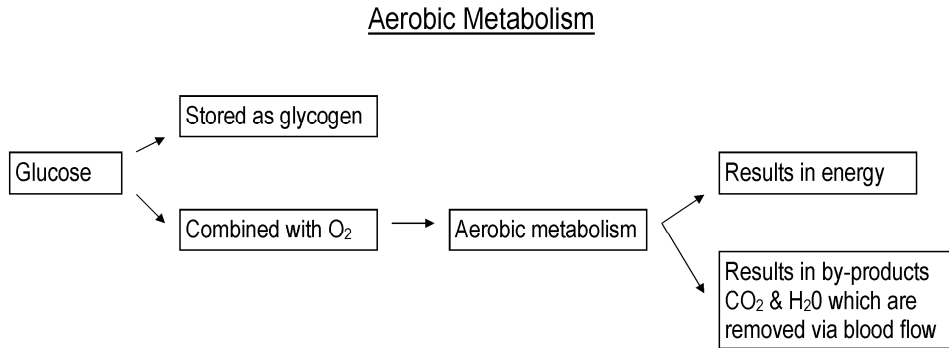 Aerobic Metabolism
Stored as glycogen
Glucose
Combined with O₂
Aerobic metabolism
Results in energy
Results in by-products
CO₂ & H₂0 which are
removed via blood flow